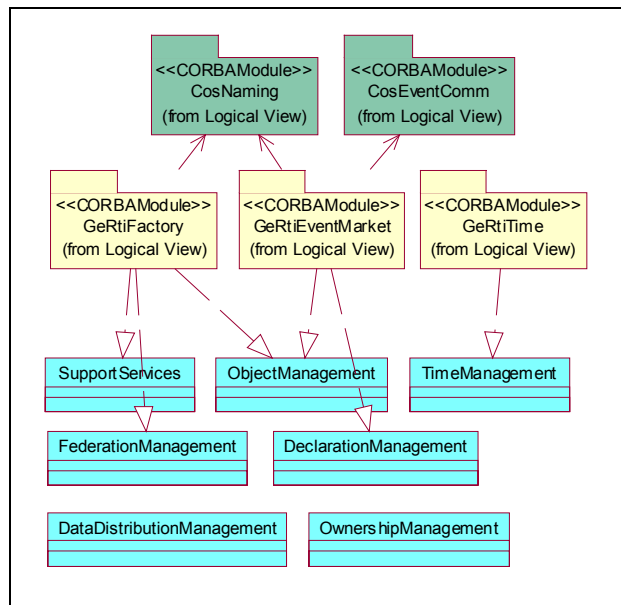 <<CORBAModule>>
CosNaming
(from Logical View)
<<CORBAModule>>
CosEventComm
(from Logical View)
<<CORBAModule>>
GeRtiFactory
(from Logical View)
<<CORBAModule>>
GeRtiEventMarket
(from Logical View)
<<CORBAModule>>
GeRtiTime
(from Logical View)
SupportServices
ObjectManagement
TimeManagement
FederationManagement
DeclarationManagement
DataDistributionManagement
OwnershipManagement